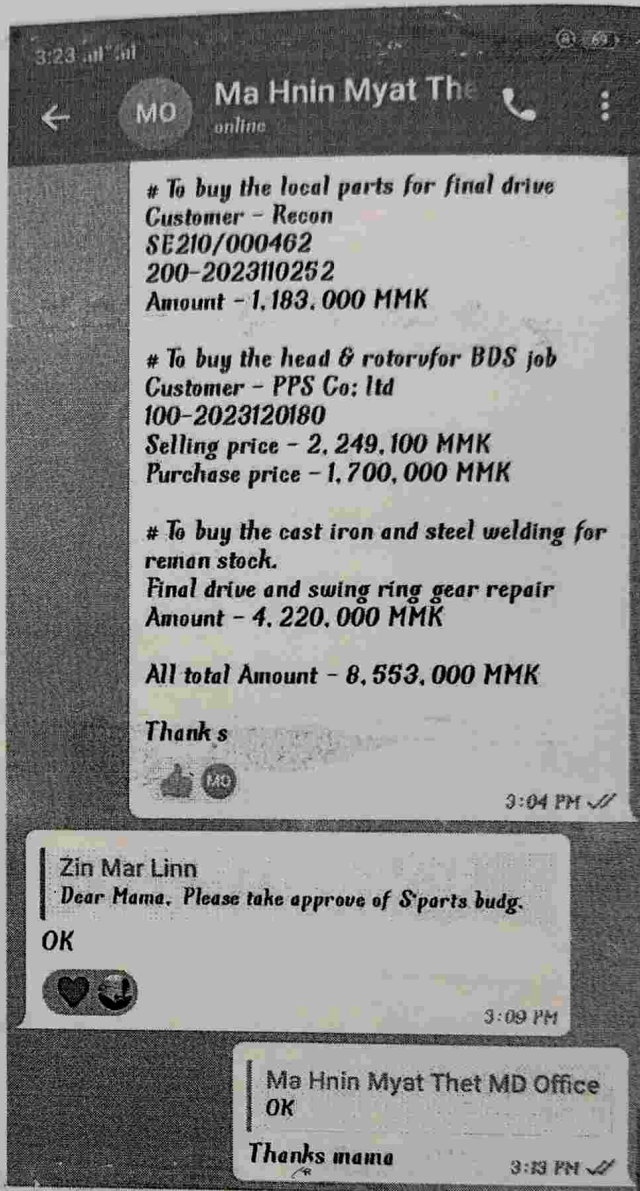 3:23
69
MO
Ma Hnin Myat The
online
# To buy the local parts for final drive
Customer - Recon
SE210/000462
200-2023110252
Amount - 1,183,000 MMK
# To buy the head & rotorvfor BDS job
Customer - PPS Co; ltd
100-2023120180
Selling price - 2,249,100 MMK
Purchase price - 1,700,000 MMK
# To buy the cast iron and steel welding for
reman stock.
Final drive and swing ring gear repair
Amount - 4,220,000 MMK
All total Amount - 8,553,000 MMK
Thanks
MO
3:04 PM
Zin Mar Linn
Dear Mama, Please take approve of S'parts budg.
OK
3:09 PM
Ma Hnin Myat Thet MD Office
OK
Thanks mama
3:13 PM